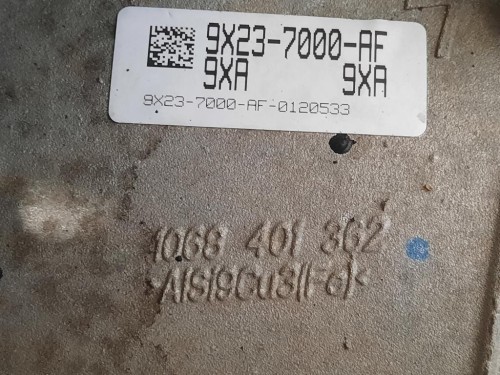 9X23-7000-AF
9XA 9XA
9X23-7000-AF-0120533
1068 401 362
>AlSi9Cu3(Fe)<